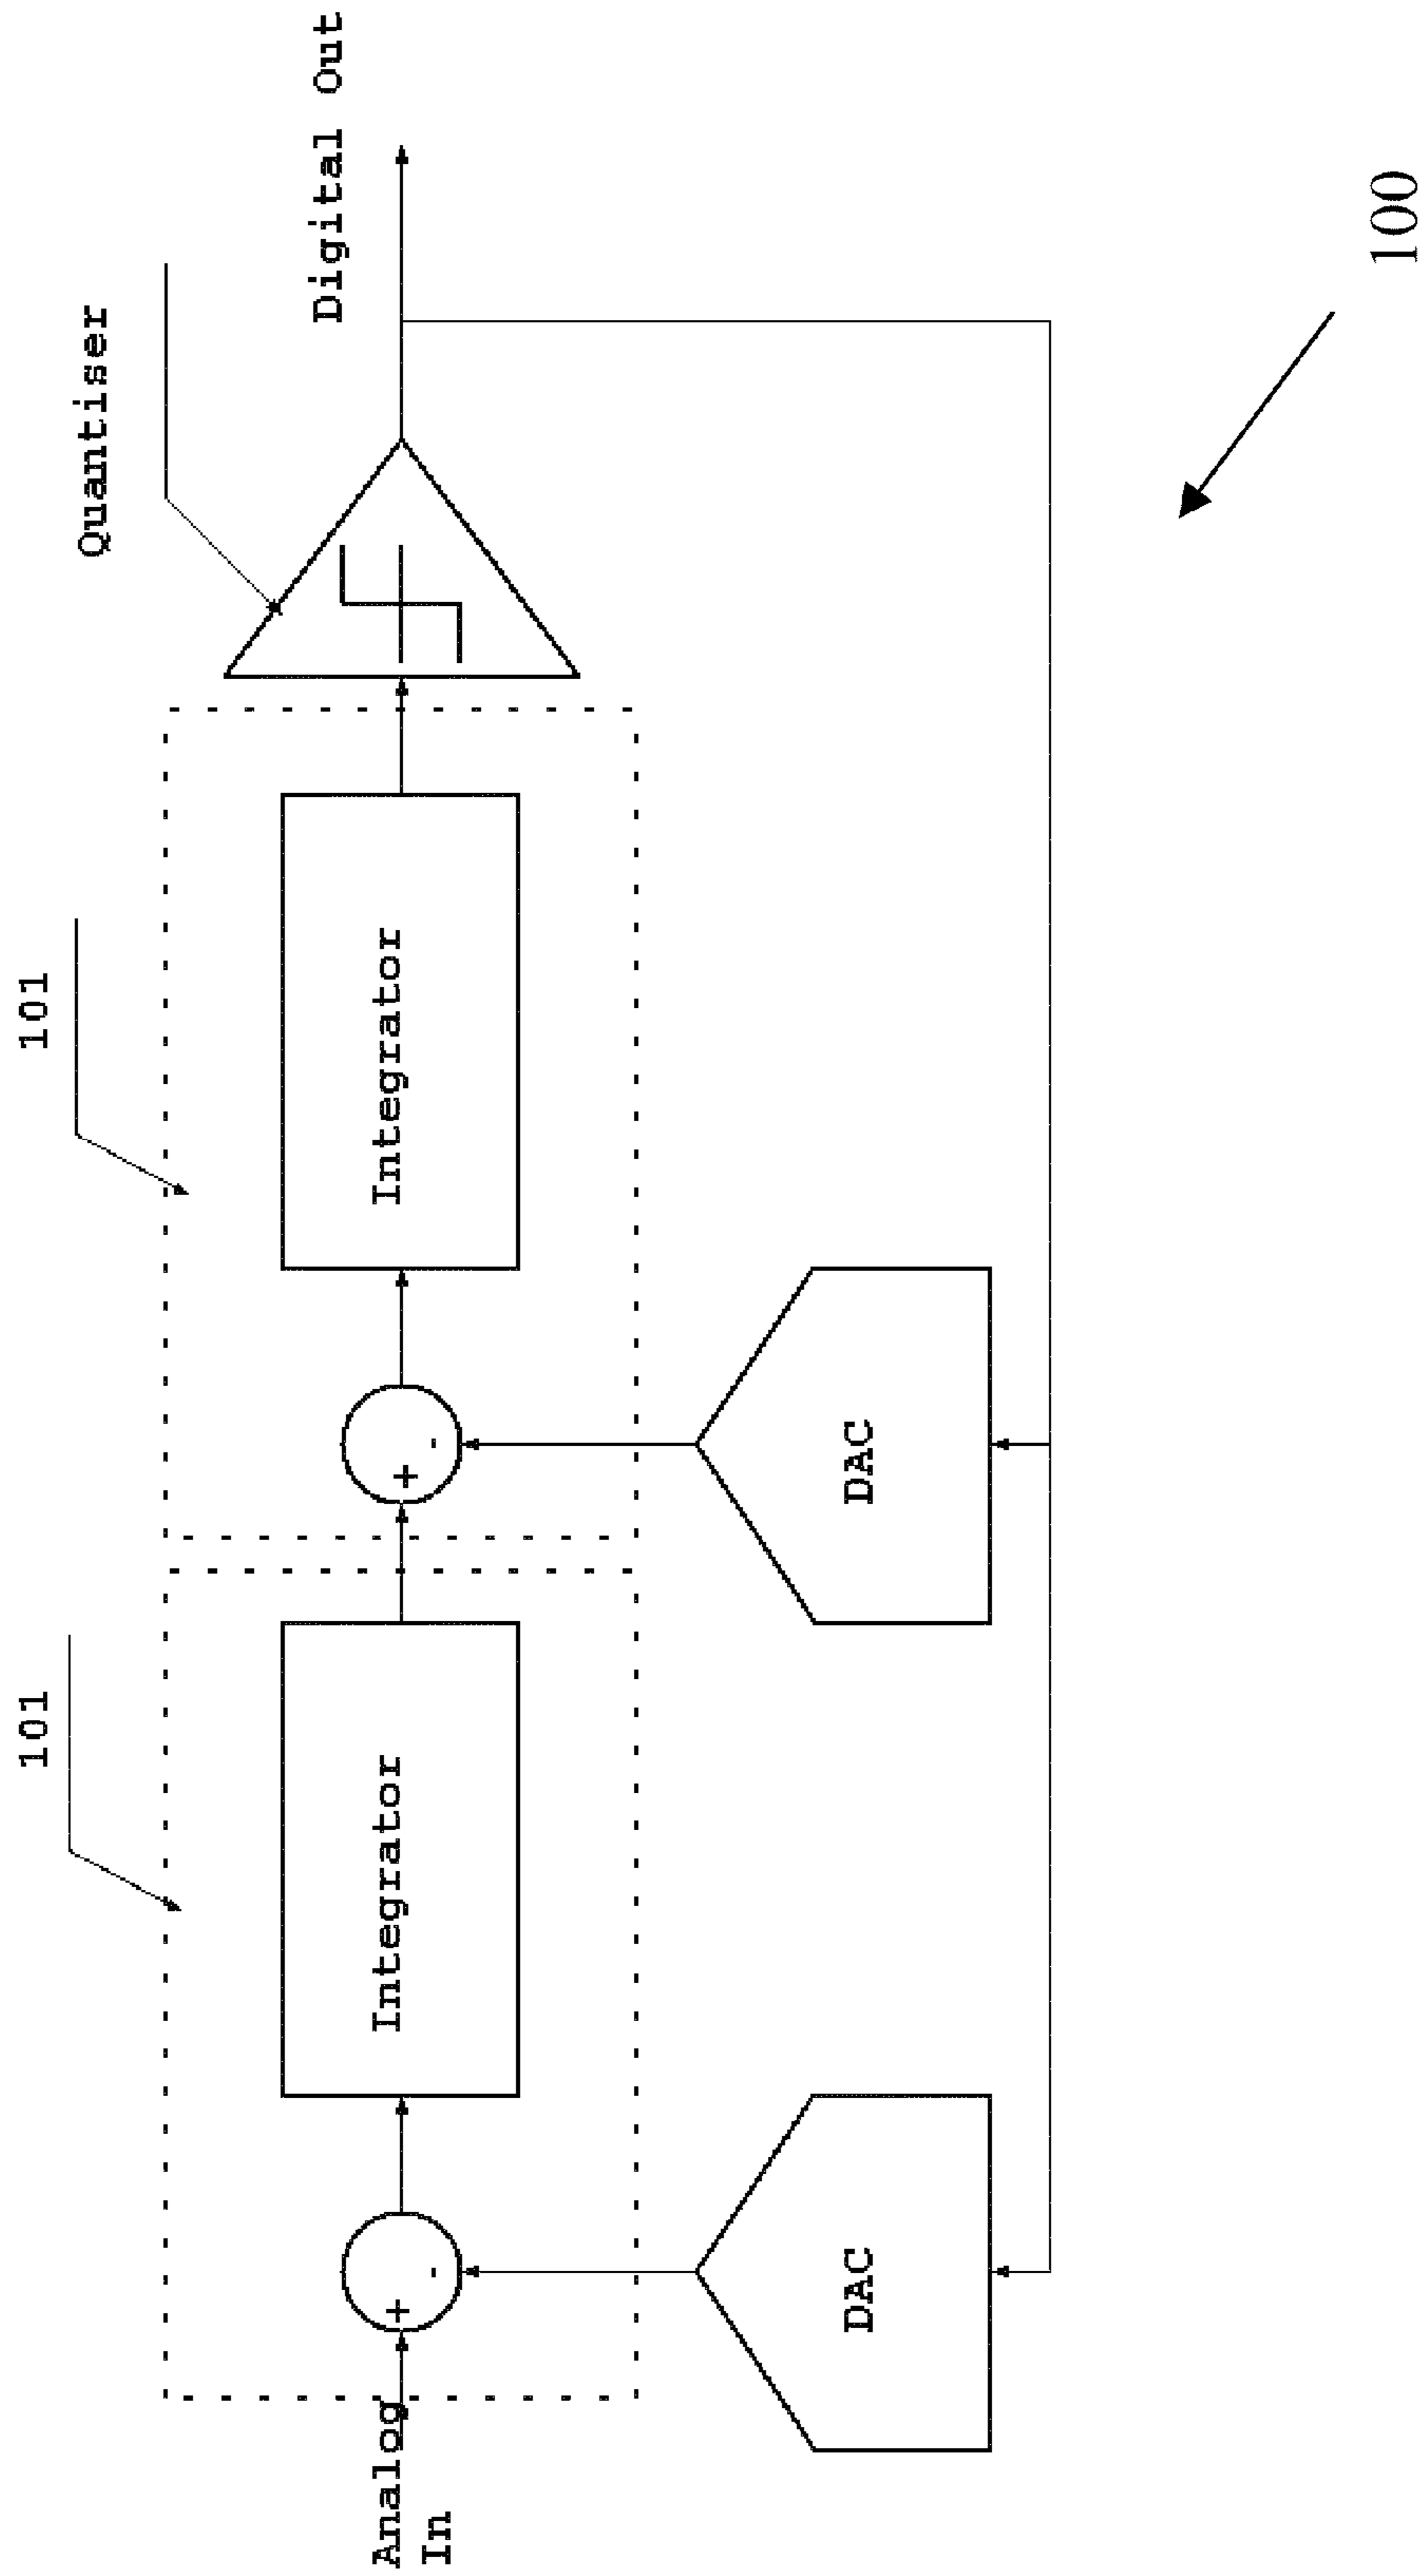 101
101
Quantiser
Digital Out
Analog
In
+
-
Integrator
+
-
Integrator
DAC
DAC
100